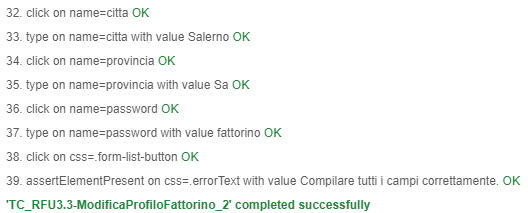 32. click on name=citta OK
33. type on name=citta with value Salerno OK
34. click on name=provincia OK
35. type on name=provincia with value Sa OK
36. click on name=password OK
37. type on name=password with value fattorino OK
38. click on css=.form-list-button OK
39. assertElementPresent on css=.errorText with value Compilare tutti i campi correttamente. OK
'TC_RFU3.3-ModificaProfiloFattorino_2' completed successfully